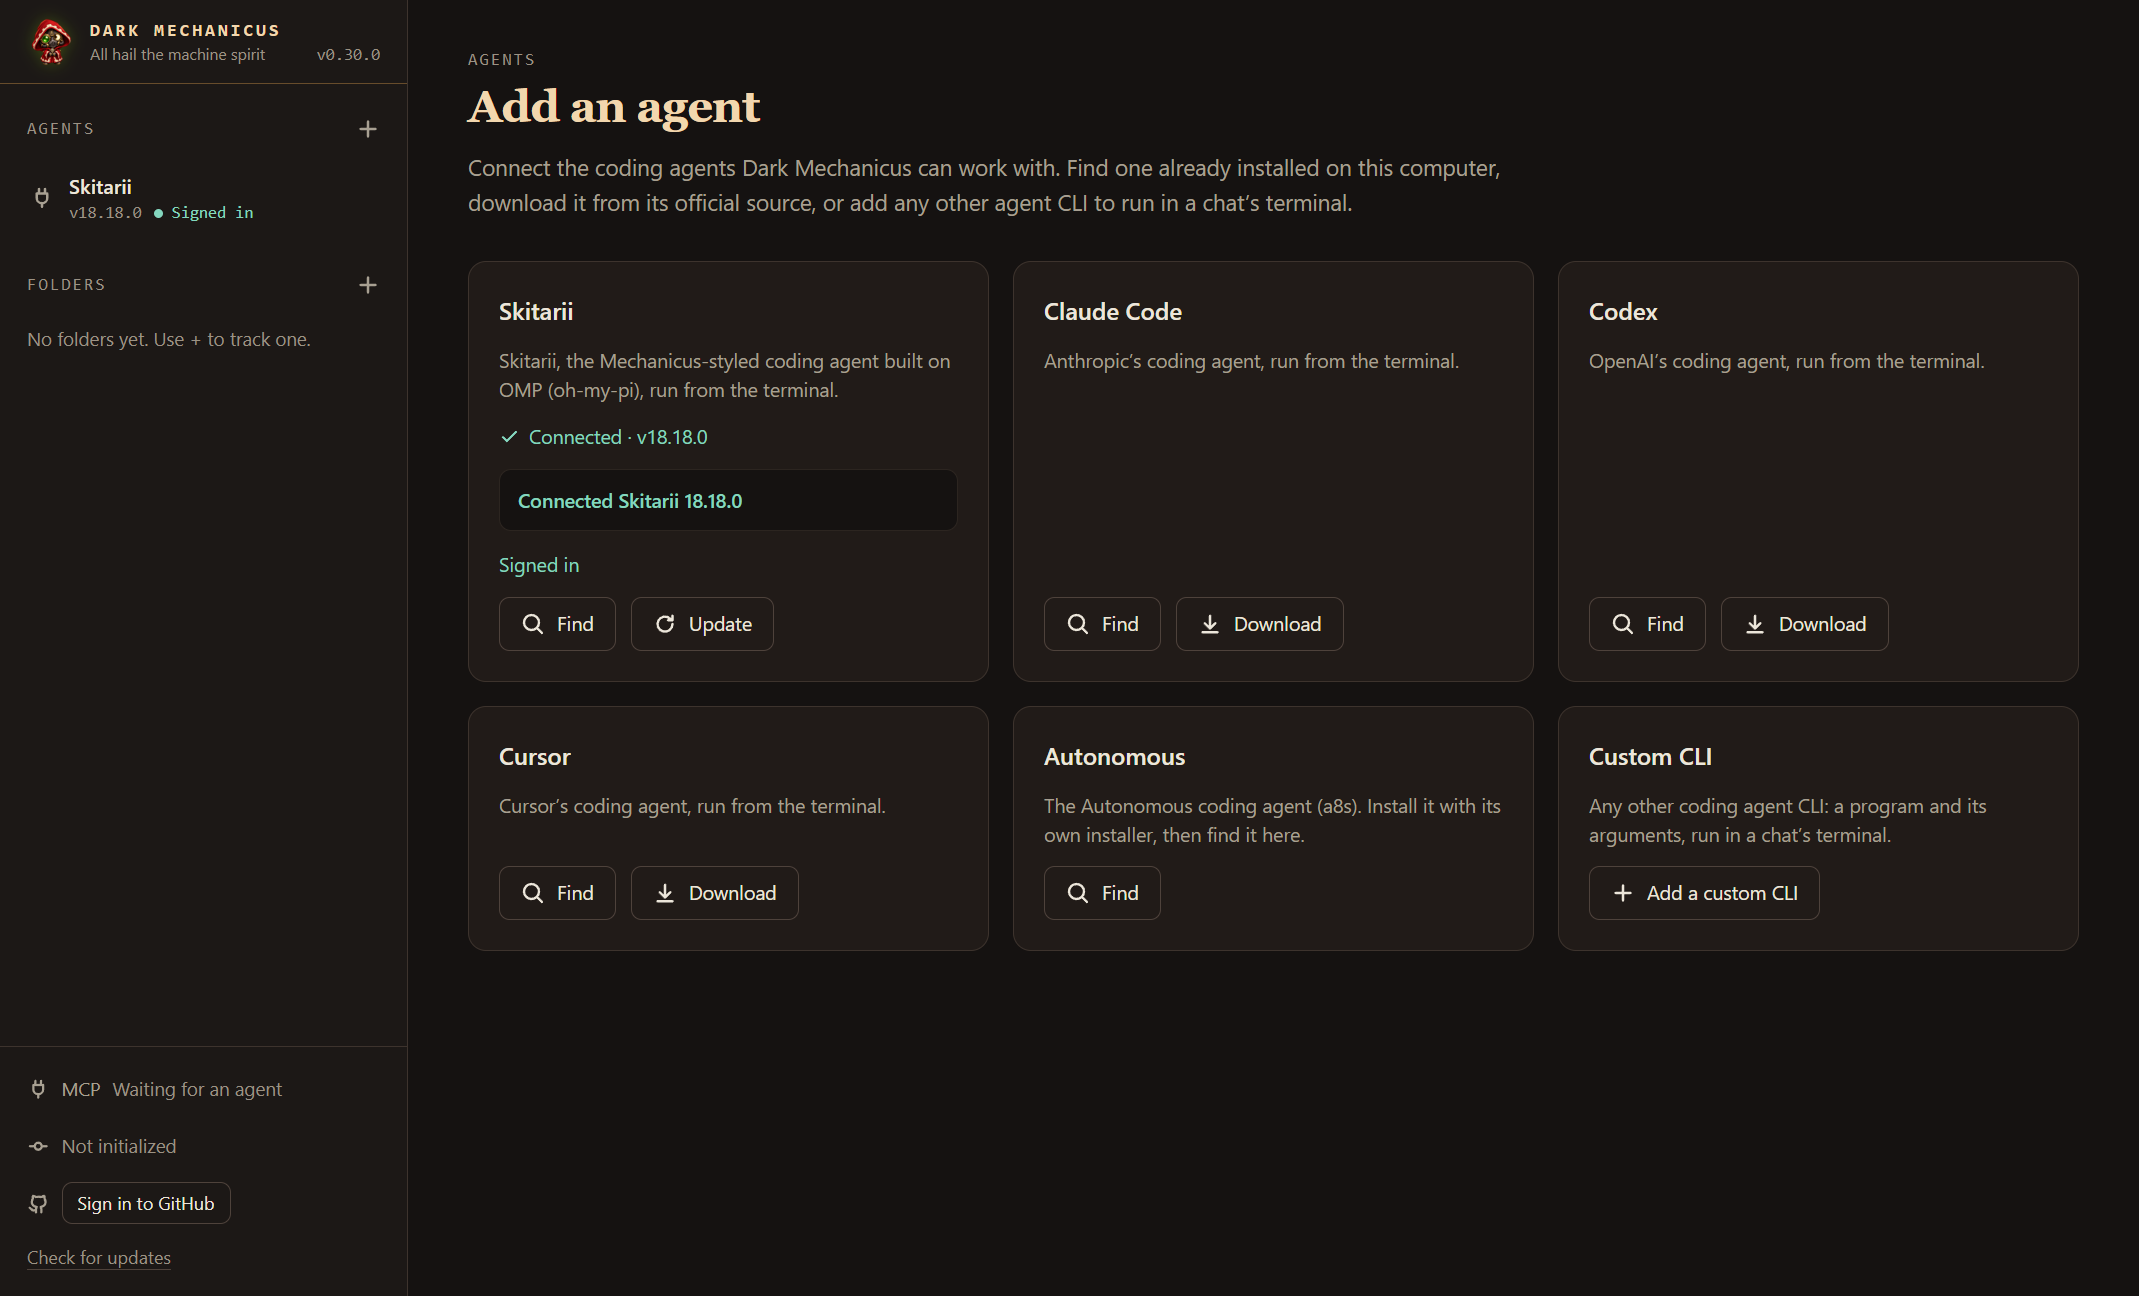 DARK MECHANICUS
All hail the machine spirit
v0.30.0
AGENTS
Skitarii
v18.18.0 ● Signed in
FOLDERS
No folders yet. Use + to track one.
MCP Waiting for an agent
Not initialized
Sign in to GitHub
Check for updates
AGENTS
Add an agent
Connect the coding agents Dark Mechanicus can work with. Find one already installed on this computer,
download it from its official source, or add any other agent CLI to run in a chat’s terminal.
Skitarii
Skitarii, the Mechanicus-styled coding agent built on
OMP (oh-my-pi), run from the terminal.
Connected · v18.18.0
Connected Skitarii 18.18.0
Signed in
Find
Update
Claude Code
Anthropic’s coding agent, run from the terminal.
Find
Download
Codex
OpenAI’s coding agent, run from the terminal.
Find
Download
Cursor
Cursor’s coding agent, run from the terminal.
Find
Download
Autonomous
The Autonomous coding agent (a8s). Install it with its
own installer, then find it here.
Find
Custom CLI
Any other coding agent CLI: a program and its
arguments, run in a chat’s terminal.
Add a custom CLI